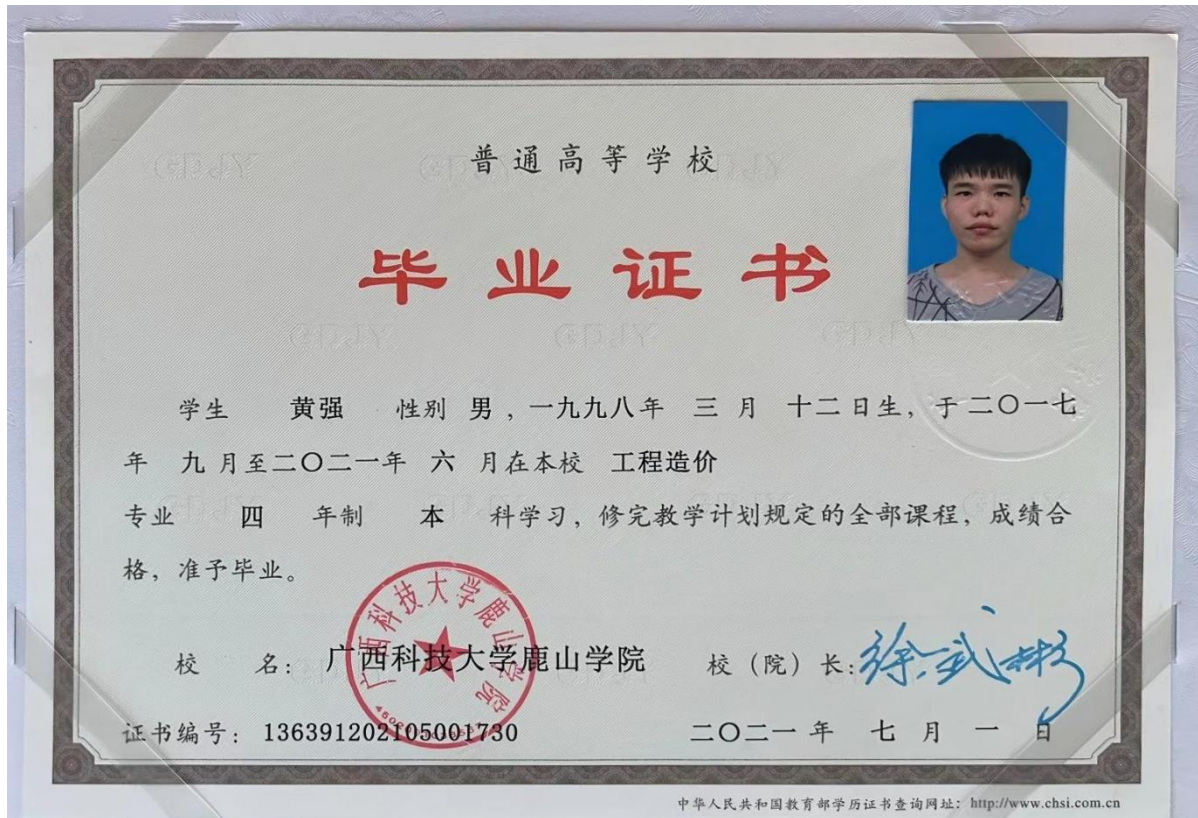 普通高等学校
毕业证书
学生 黄强 性别 男，一九九八年 三 月 十二日生，于二〇一七
年 九 月至二〇二一年 六 月在本校 工程造价
专业 四 年制 本 科学习，修完教学计划规定的全部课程，成绩合
格，准予毕业。
广西科技大学鹿山学院
校 名：广西科技大学鹿山学院 校（院）长：徐武彬
证书编号：136391202105001730 二〇二一年 七 月 一 日
中华人民共和国教育部学历证书查询网址：http://www.chsi.com.cn